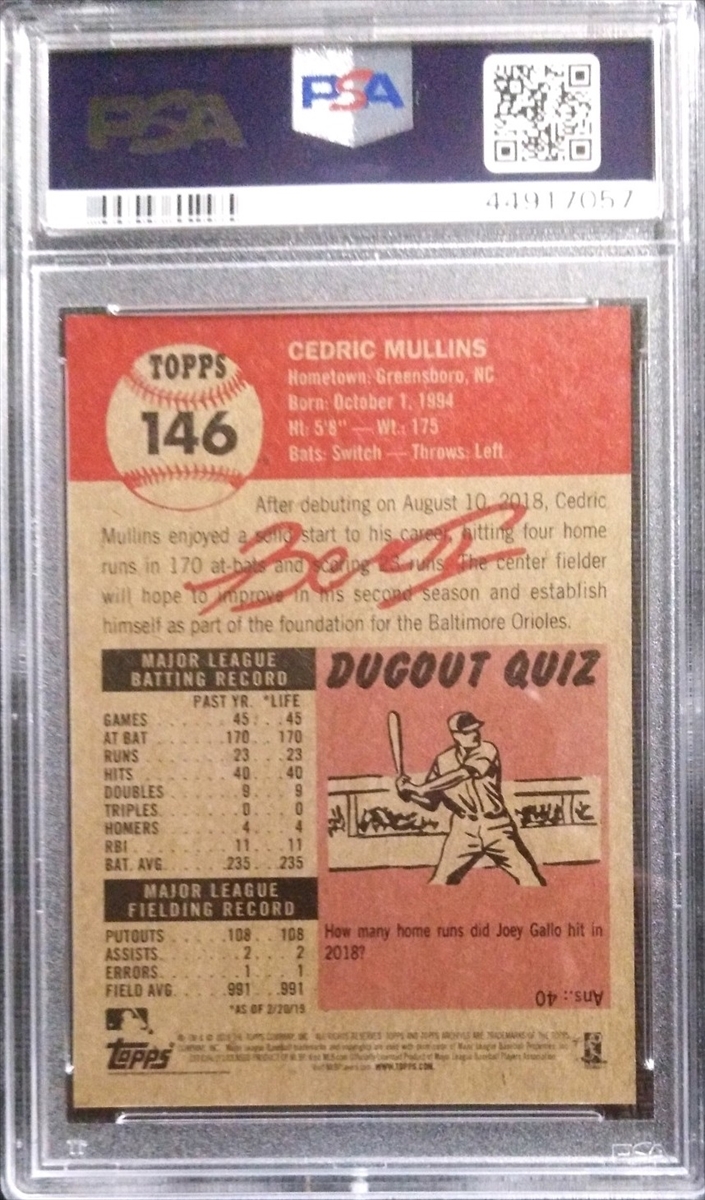 PSA
PSA
44917057
TOPPS
146
CEDRIC MULLINS
Hometown: Greensboro, NC
Born: October 1, 1994
Ht: 5'8" — Wt.: 175
Bats: Switch — Throws: Left
After debuting on August 10, 2018, Cedric
Mullins enjoyed a solid start to his career, hitting four home
runs in 170 at-bats and scoring 23 runs. The center fielder
will hope to improve in his second season and establish
himself as part of the foundation for the Baltimore Orioles.
MAJOR LEAGUE
BATTING RECORD
PAST YR. *LIFE
GAMES 45 45
AT BAT 170 170
RUNS 23 23
HITS 40 40
DOUBLES 9 9
TRIPLES 0 0
HOMERS 4 4
RBI 11 11
BAT. AVG. .235 .235
MAJOR LEAGUE
FIELDING RECORD
PUTOUTS 108 108
ASSISTS 2 2
ERRORS 1 1
FIELD AVG. .991 .991
*AS OF 2/20/19
DUGOUT QUIZ
How many home runs did Joey Gallo hit in
2018?
Ans.: 40
topps
WWW.TOPPS.COM
PSA